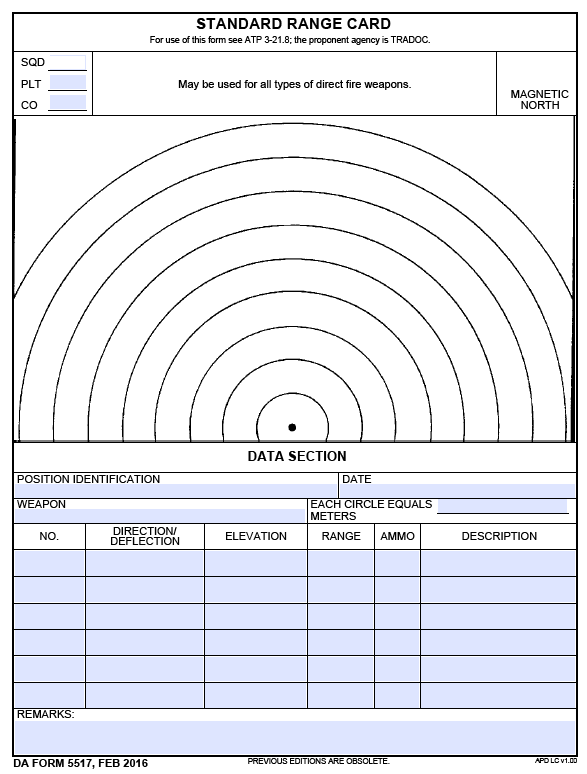 STANDARD RANGE CARD
For use of this form see ATP 3-21.8; the proponent agency is TRADOC.
SQD
PLT
CO
May be used for all types of direct fire weapons.
MAGNETIC
NORTH
DATA SECTION
POSITION IDENTIFICATION
DATE
WEAPON
EACH CIRCLE EQUALS
METERS
NO.
DIRECTION/
DEFLECTION
ELEVATION
RANGE
AMMO
DESCRIPTION
REMARKS:
DA FORM 5517, FEB 2016
PREVIOUS EDITIONS ARE OBSOLETE.
APD LC v1.00